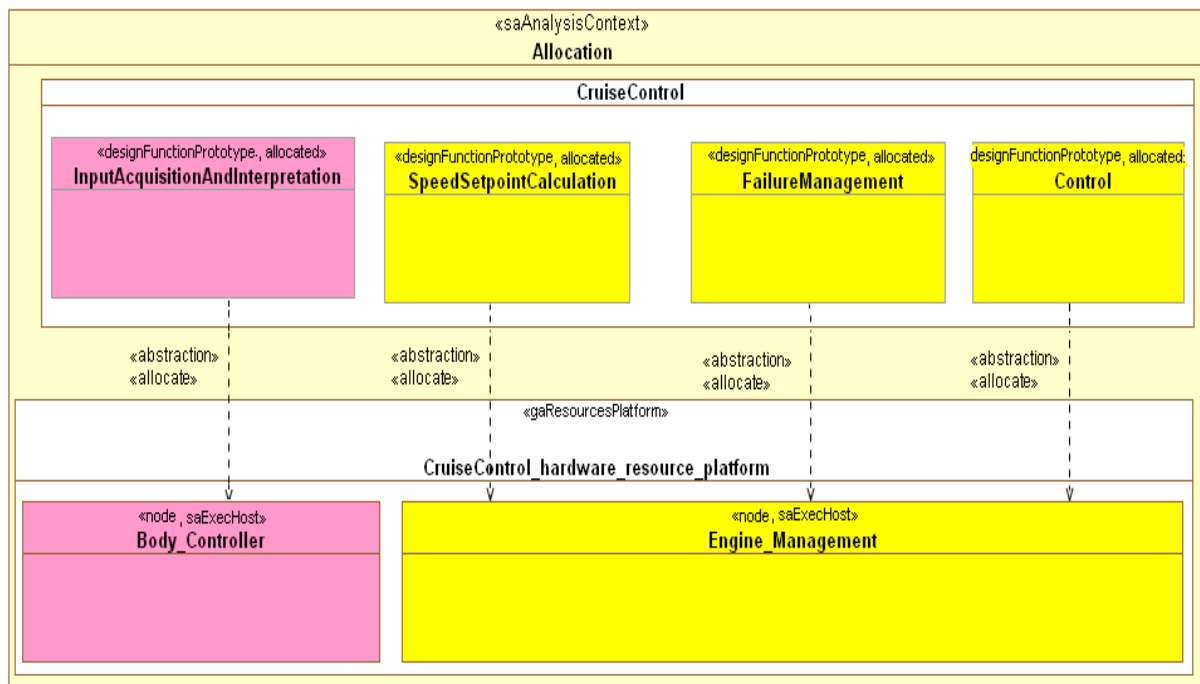 «saAnalysisContext»
Allocation
CruiseControl
«designFunctionPrototype., allocated»
InputAcquisitionAndInterpretation
«designFunctionPrototype, allocated»
SpeedSetpointCalculation
«designFunctionPrototype, allocated»
FailureManagement
designFunctionPrototype, allocated:
Control
«abstraction»
«allocate»
«abstraction»
«allocate»
«abstraction»
«allocate»
«abstraction»
«allocate»
«gaResourcesPlatform»
CruiseControl_hardware_resource_platform
«node, saExecHost»
Body_Controller
«node, saExecHost»
Engine_Management